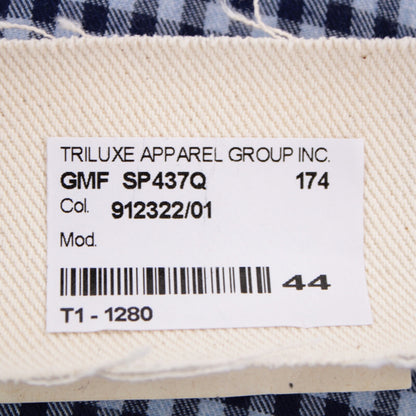 TRILUXE APPAREL GROUP INC.
GMF SP437Q 174
Col. 912322/01
Mod.
44
T1 - 1280